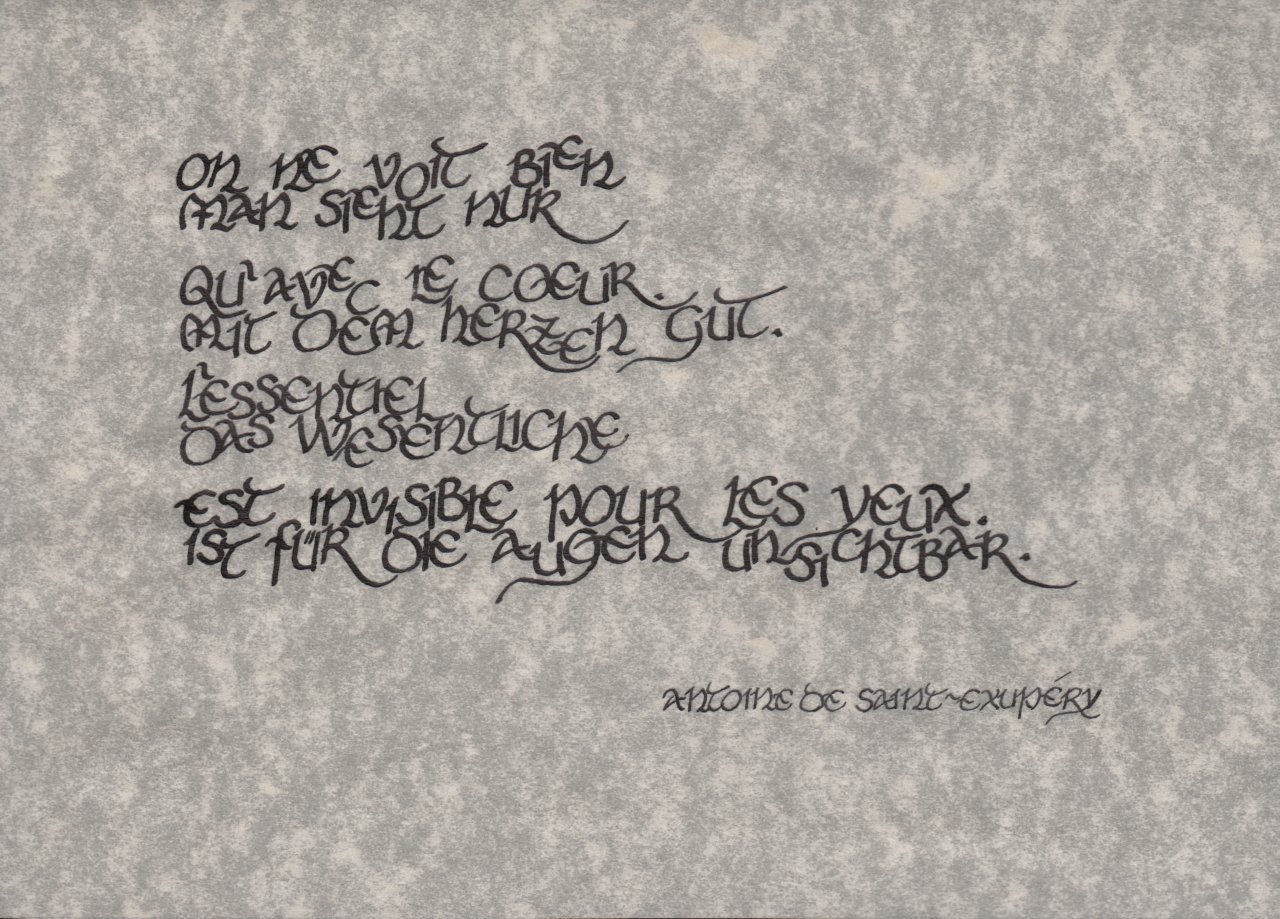 on ne voit bien
man sieht nur
qu'avec le coeur.
mit dem herzen gut.
l'essentiel
das wesentliche
est invisible pour les yeux.
ist für die augen unsichtbar.
antoine de saint-exupéry